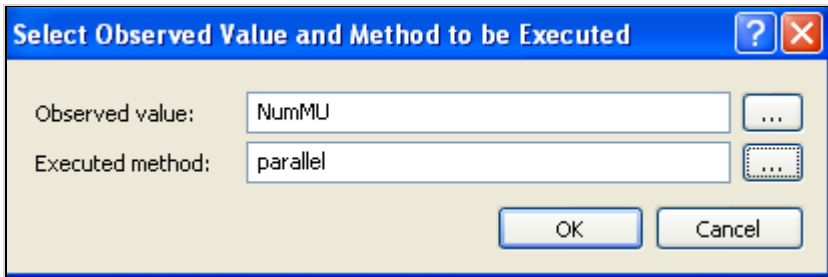 Select Observed Value and Method to be Executed ?
Observed value: NumMU ...
Executed method: parallel ...
OK Cancel